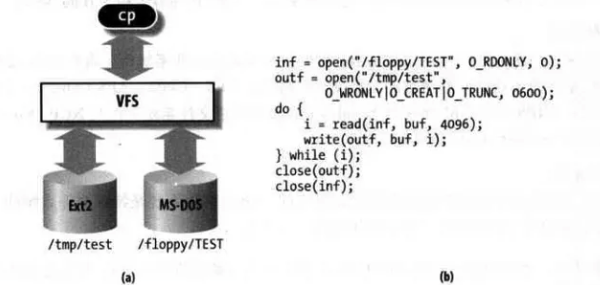 cp
VFS
Ext2
MS-DOS
/tmp/test
/floppy/TEST
(a)
inf = open("/floppy/TEST", O_RDONLY, 0);
outf = open("/tmp/test",
O_WRONLY|O_CREAT|O_TRUNC, 0600);
do {
i = read(inf, buf, 4096);
write(outf, buf, i);
} while (i);
close(outf);
close(inf);
(b)